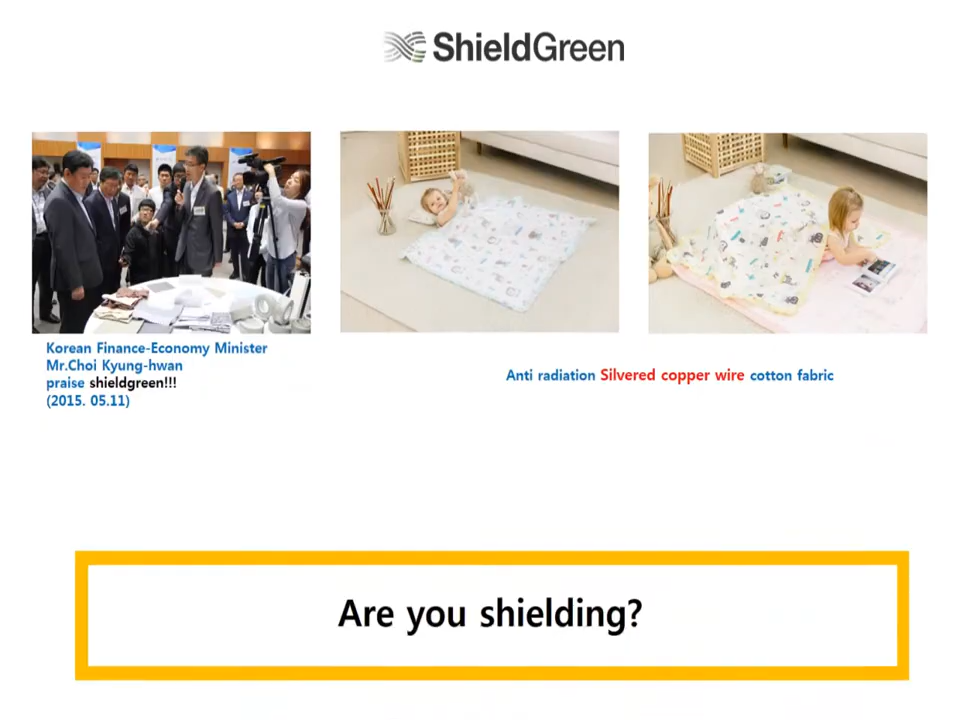 ShieldGreen
Korean Finance-Economy Minister
Mr.Choi Kyung-hwan
praise shieldgreen!!!
(2015. 05.11)
Anti radiation Silvered copper wire cotton fabric
Are you shielding?